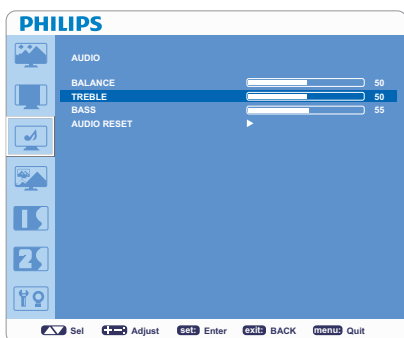 PHILIPS
AUDIO
BALANCE 50
TREBLE 50
BASS 55
AUDIO RESET
Sel Adjust set: Enter exit: BACK menu: Quit